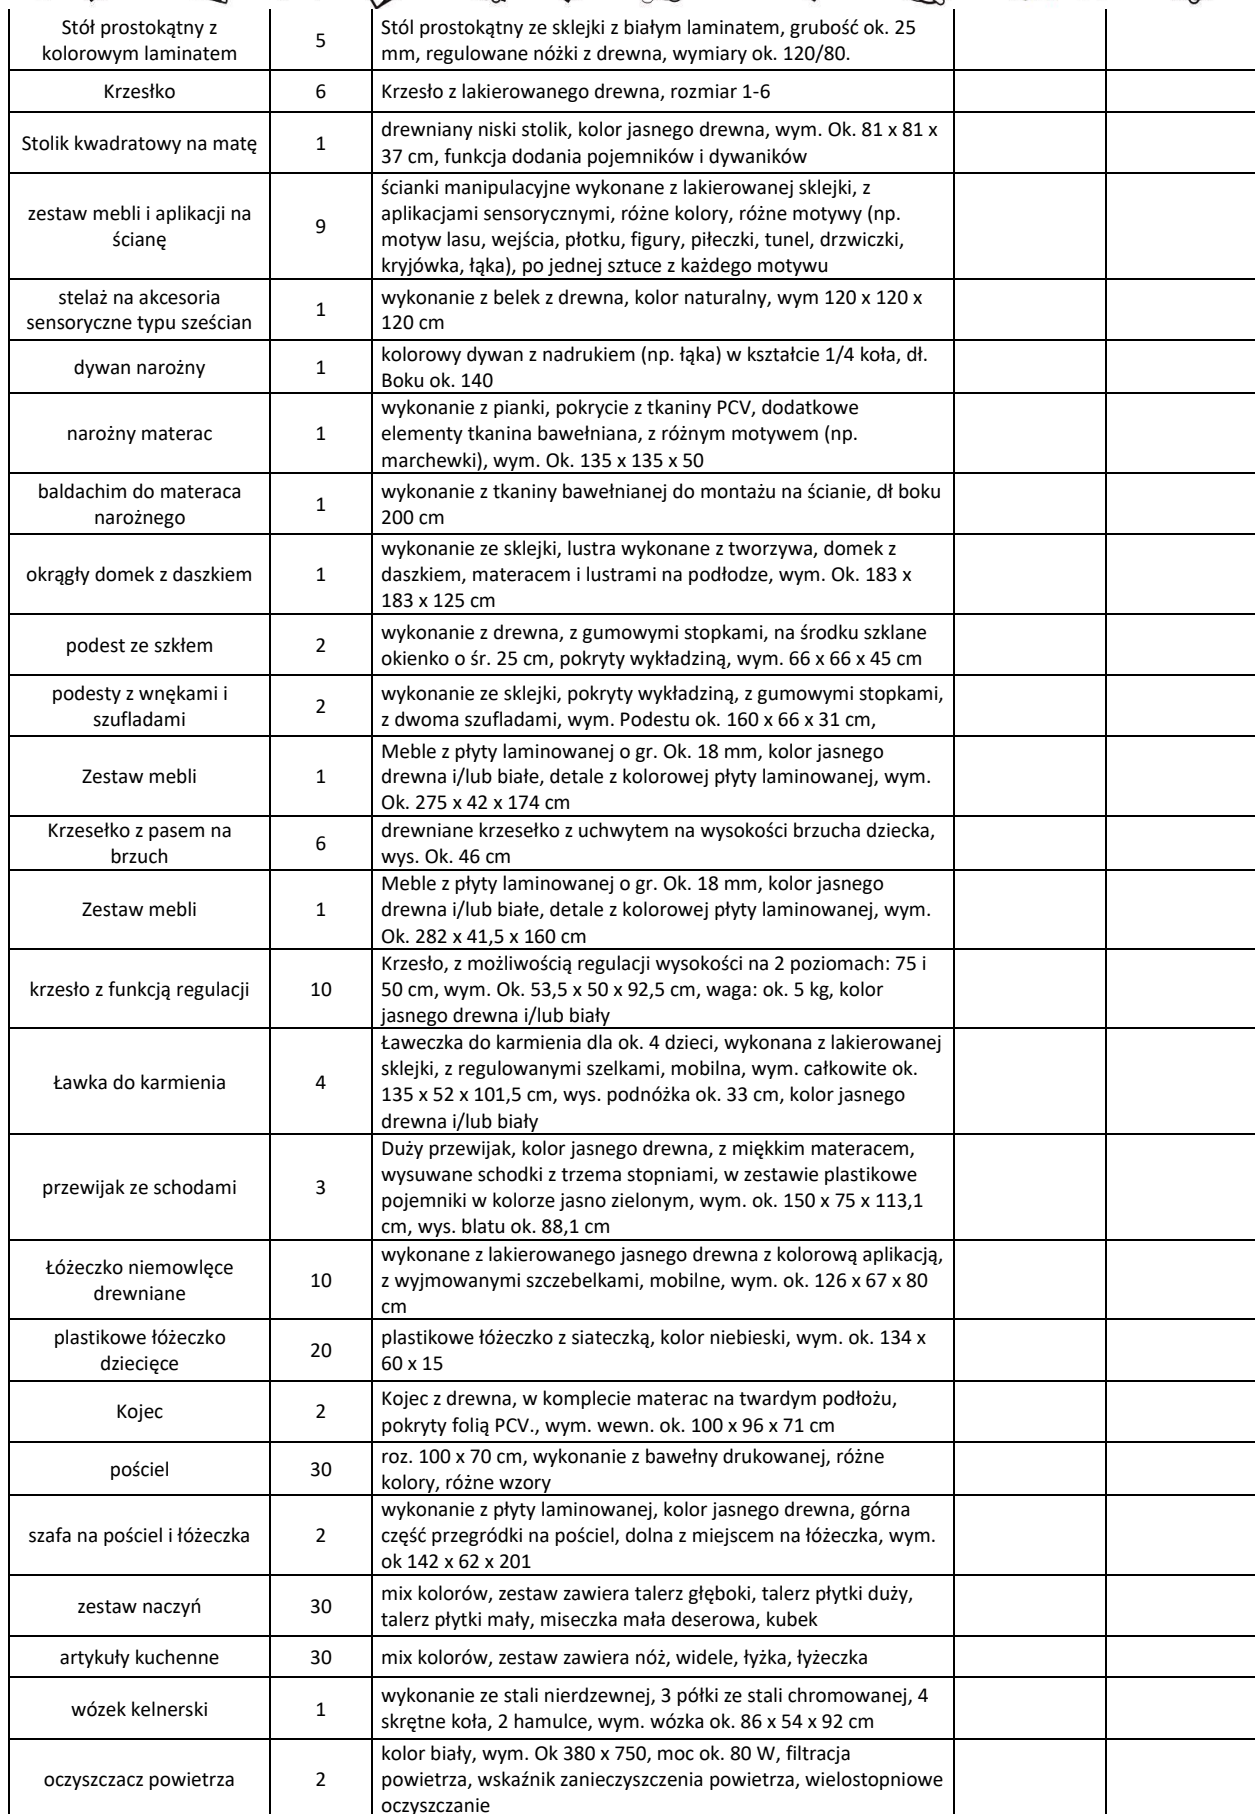 Stół prostokątny z
kolorowym laminatem
5
Stól prostokątny ze sklejki z białym laminatem, grubość ok. 25
mm, regulowane nóżki z drewna, wymiary ok. 120/80.
Krzesłko
6
Krzesło z lakierowanego drewna, rozmiar 1-6
Stolik kwadratowy na matę
1
drewniany niski stolik, kolor jasnego drewna, wym. Ok. 81 x 81 x
37 cm, funkcja dodania pojemników i dywaników
zestaw mebli i aplikacji na
ścianę
9
ścianki manipulacyjne wykonane z lakierowanej sklejki, z
aplikacjami sensorycznymi, różne kolory, różne motywy (np.
motyw lasu, wejścia, płotku, figury, piłeczki, tunel, drzwiczki,
kryjówka, łąka), po jednej sztuce z każdego motywu
stelaż na akcesoria
sensoryczne typu sześcian
1
wykonanie z belek z drewna, kolor naturalny, wym 120 x 120 x
120 cm
dywan narożny
1
kolorowy dywan z nadrukiem (np. łąka) w kształcie 1/4 koła, dł.
Boku ok. 140
narożny materac
1
wykonanie z pianki, pokrycie z tkaniny PCV, dodatkowe
elementy tkanina bawełniana, z różnym motywem (np.
marchewki), wym. Ok. 135 x 135 x 50
baldachim do materaca
narożnego
1
wykonanie z tkaniny bawełnianej do montażu na ścianie, dł boku
200 cm
okrągły domek z daszkiem
1
wykonanie ze sklejki, lustra wykonane z tworzywa, domek z
daszkiem, materacem i lustrami na podłodze, wym. Ok. 183 x
183 x 125 cm
podest ze szkłem
2
wykonanie z drewna, z gumowymi stopkami, na środku szklane
okienko o śr. 25 cm, pokryty wykładziną, wym. 66 x 66 x 45 cm
podesty z wnękami i
szufladami
2
wykonanie ze sklejki, pokryty wykładziną, z gumowymi stopkami,
z dwoma szufladami, wym. Podestu ok. 160 x 66 x 31 cm,
Zestaw mebli
1
Meble z płyty laminowanej o gr. Ok. 18 mm, kolor jasnego
drewna i/lub białe, detale z kolorowej płyty laminowanej, wym.
Ok. 275 x 42 x 174 cm
Krzesełko z pasem na
brzuch
6
drewniane krzesełko z uchwytem na wysokości brzucha dziecka,
wys. Ok. 46 cm
Zestaw mebli
1
Meble z płyty laminowanej o gr. Ok. 18 mm, kolor jasnego
drewna i/lub białe, detale z kolorowej płyty laminowanej, wym.
Ok. 282 x 41,5 x 160 cm
krzesło z funkcją regulacji
10
Krzesło, z możliwością regulacji wysokości na 2 poziomach: 75 i
50 cm, wym. Ok. 53,5 x 50 x 92,5 cm, waga: ok. 5 kg, kolor
jasnego drewna i/lub biały
Ławka do karmienia
4
Ławeczka do karmienia dla ok. 4 dzieci, wykonana z lakierowanej
sklejki, z regulowanymi szelkami, mobilna, wym. całkowite ok.
135 x 52 x 101,5 cm, wys. podnóżka ok. 33 cm, kolor jasnego
drewna i/lub biały
przewijak ze schodami
3
Duży przewijak, kolor jasnego drewna, z miękkim materacem,
wysuwane schodki z trzema stopniami, w zestawie plastikowe
pojemniki w kolorze jasno zielonym, wym. ok. 150 x 75 x 113,1
cm, wys. blatu ok. 88,1 cm
Łóżeczko niemowlęce
drewniane
10
wykonane z lakierowanego jasnego drewna z kolorową aplikacją,
z wyjmowanymi szczebelkami, mobilne, wym. ok. 126 x 67 x 80
cm
plastikowe łóżeczko
dziecięce
20
plastikowe łóżeczko z siateczką, kolor niebieski, wym. ok. 134 x
60 x 15
Kojec
2
Kojec z drewna, w komplecie materac na twardym podłożu,
pokryty folią PCV., wym. wewn. ok. 100 x 96 x 71 cm
pościel
30
roz. 100 x 70 cm, wykonanie z bawełny drukowanej, różne
kolory, różne wzory
szafa na pościel i łóżeczka
2
wykonanie z płyty laminowanej, kolor jasnego drewna, górna
część przegródki na pościel, dolna z miejscem na łóżeczka, wym.
ok 142 x 62 x 201
zestaw naczyń
30
mix kolorów, zestaw zawiera talerz głęboki, talerz płytki duży,
talerz płytki mały, miseczka mała deserowa, kubek
artykuły kuchenne
30
mix kolorów, zestaw zawiera nóż, widele, łyżka, łyżeczka
wózek kelnerski
1
wykonanie ze stali nierdzewnej, 3 półki ze stali chromowanej, 4
skrętne koła, 2 hamulce, wym. wózka ok. 86 x 54 x 92 cm
oczyszczacz powietrza
2
kolor biały, wym. Ok 380 x 750, moc ok. 80 W, filtracja
powietrza, wskaźnik zanieczyszczenia powietrza, wielostopniowe
oczyszczanie